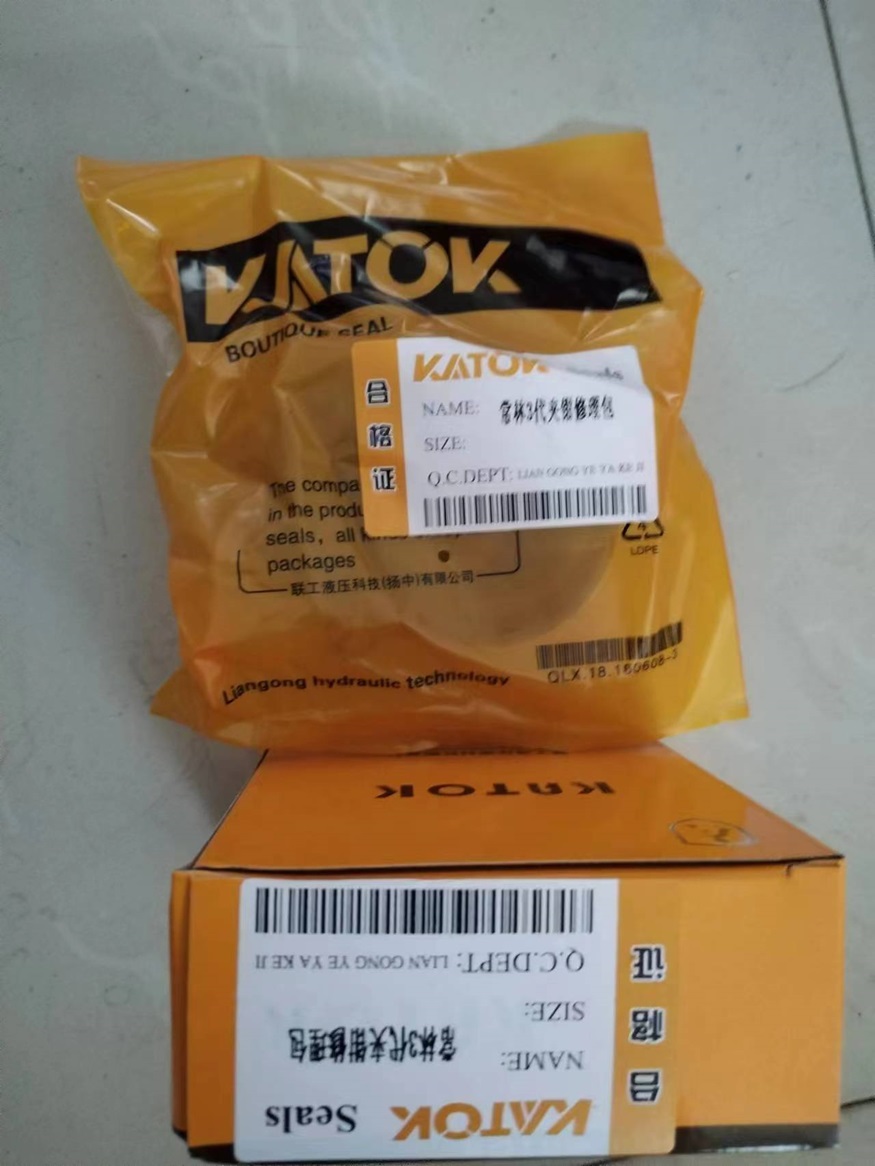 KATOK
BOUTIQUE SEAL
合格证
KATOK Seals
NAME: 常林3代夹钳修理包
SIZE:
Q.C.DEPT: LIAN GONG YE YA KE JI
The compa
in the produ
seals, all
packages
联工液压科技(扬中)有限公司
LDPE
QLX.18.160608-3
Liangong hydraulic technology
KATOK
合格证
KATOK Seals
NAME: 常林3代夹钳修理包
SIZE:
Q.C.DEPT: LIAN GONG YE YA KE JI